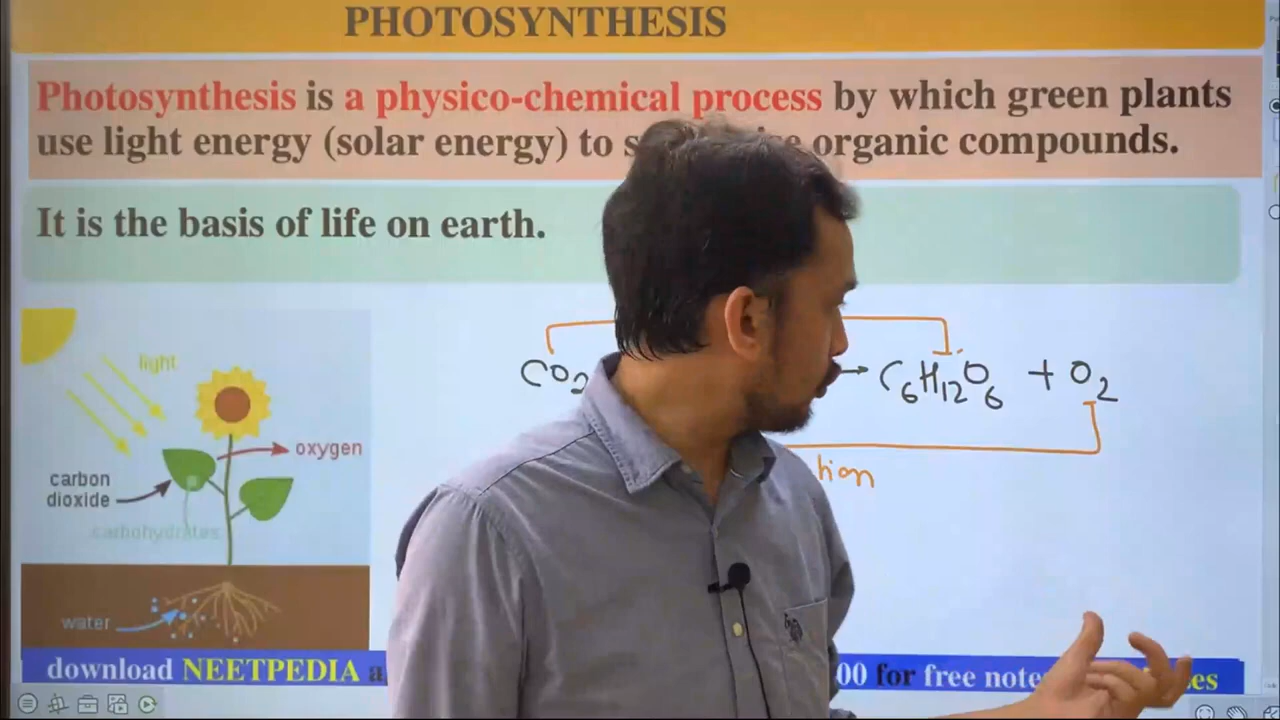 PHOTOSYNTHESIS
Photosynthesis is a physico-chemical process by which green plants
use light energy (solar energy) to organic compounds.
It is the basis of life on earth.
light
oxygen
carbon
dioxide
carbohydrates
water
CO2 → C6H12O6 + O2
tion
download NEETPEDIA 00 for free note es